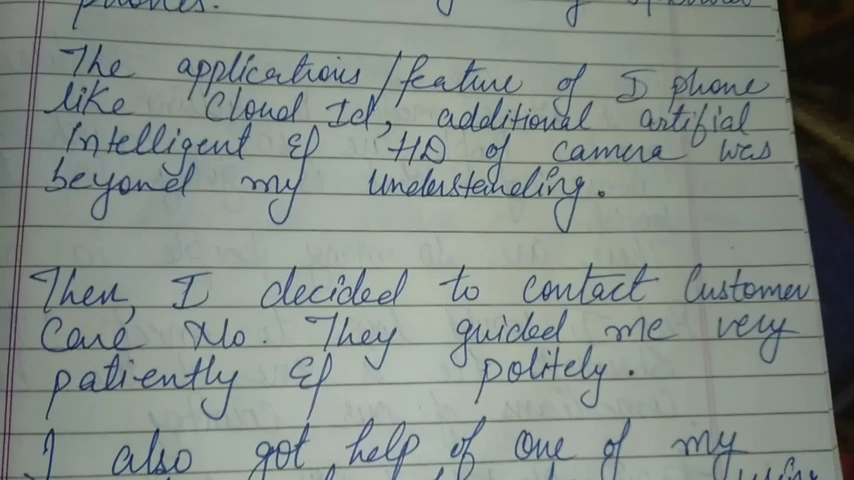 phones.
The applications/feature of I phone
like Cloud Id, additional artifial
Intelligent & HD of camera was
beyond my understanding.
Then, I decided to contact Customer
Care No. They guided me very
patiently & politely.
I also got help of one of my